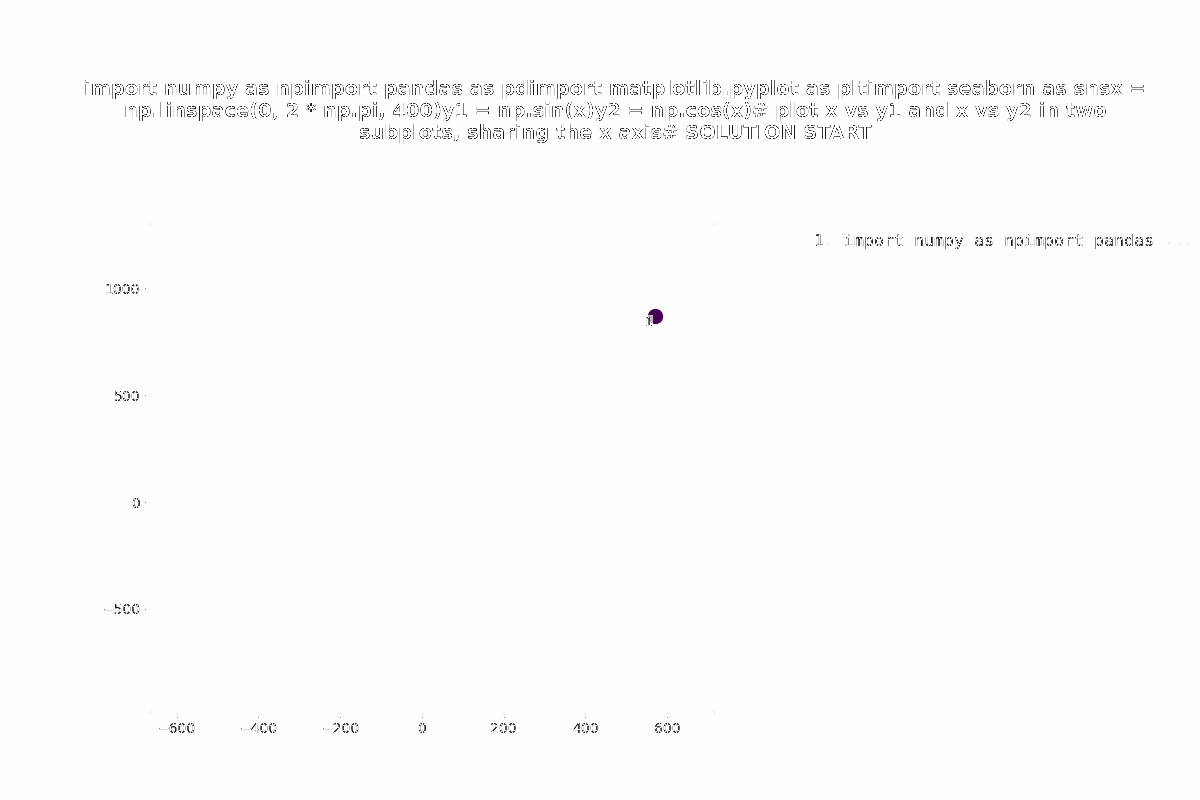 import numpy as npimport pandas as pdimport matplotlib.pyplot as pltimport seaborn as snsx =
np.linspace(0, 2 * np.pi, 400)y1 = np.sin(x)y2 = np.cos(x)# plot x vs y1 and x vs y2 in two
subplots, sharing the x axis# SOLUTION START
1. import numpy as npimport pandas ...
1000
1
500
0
−500
−600 −400 −200 0 200 400 600